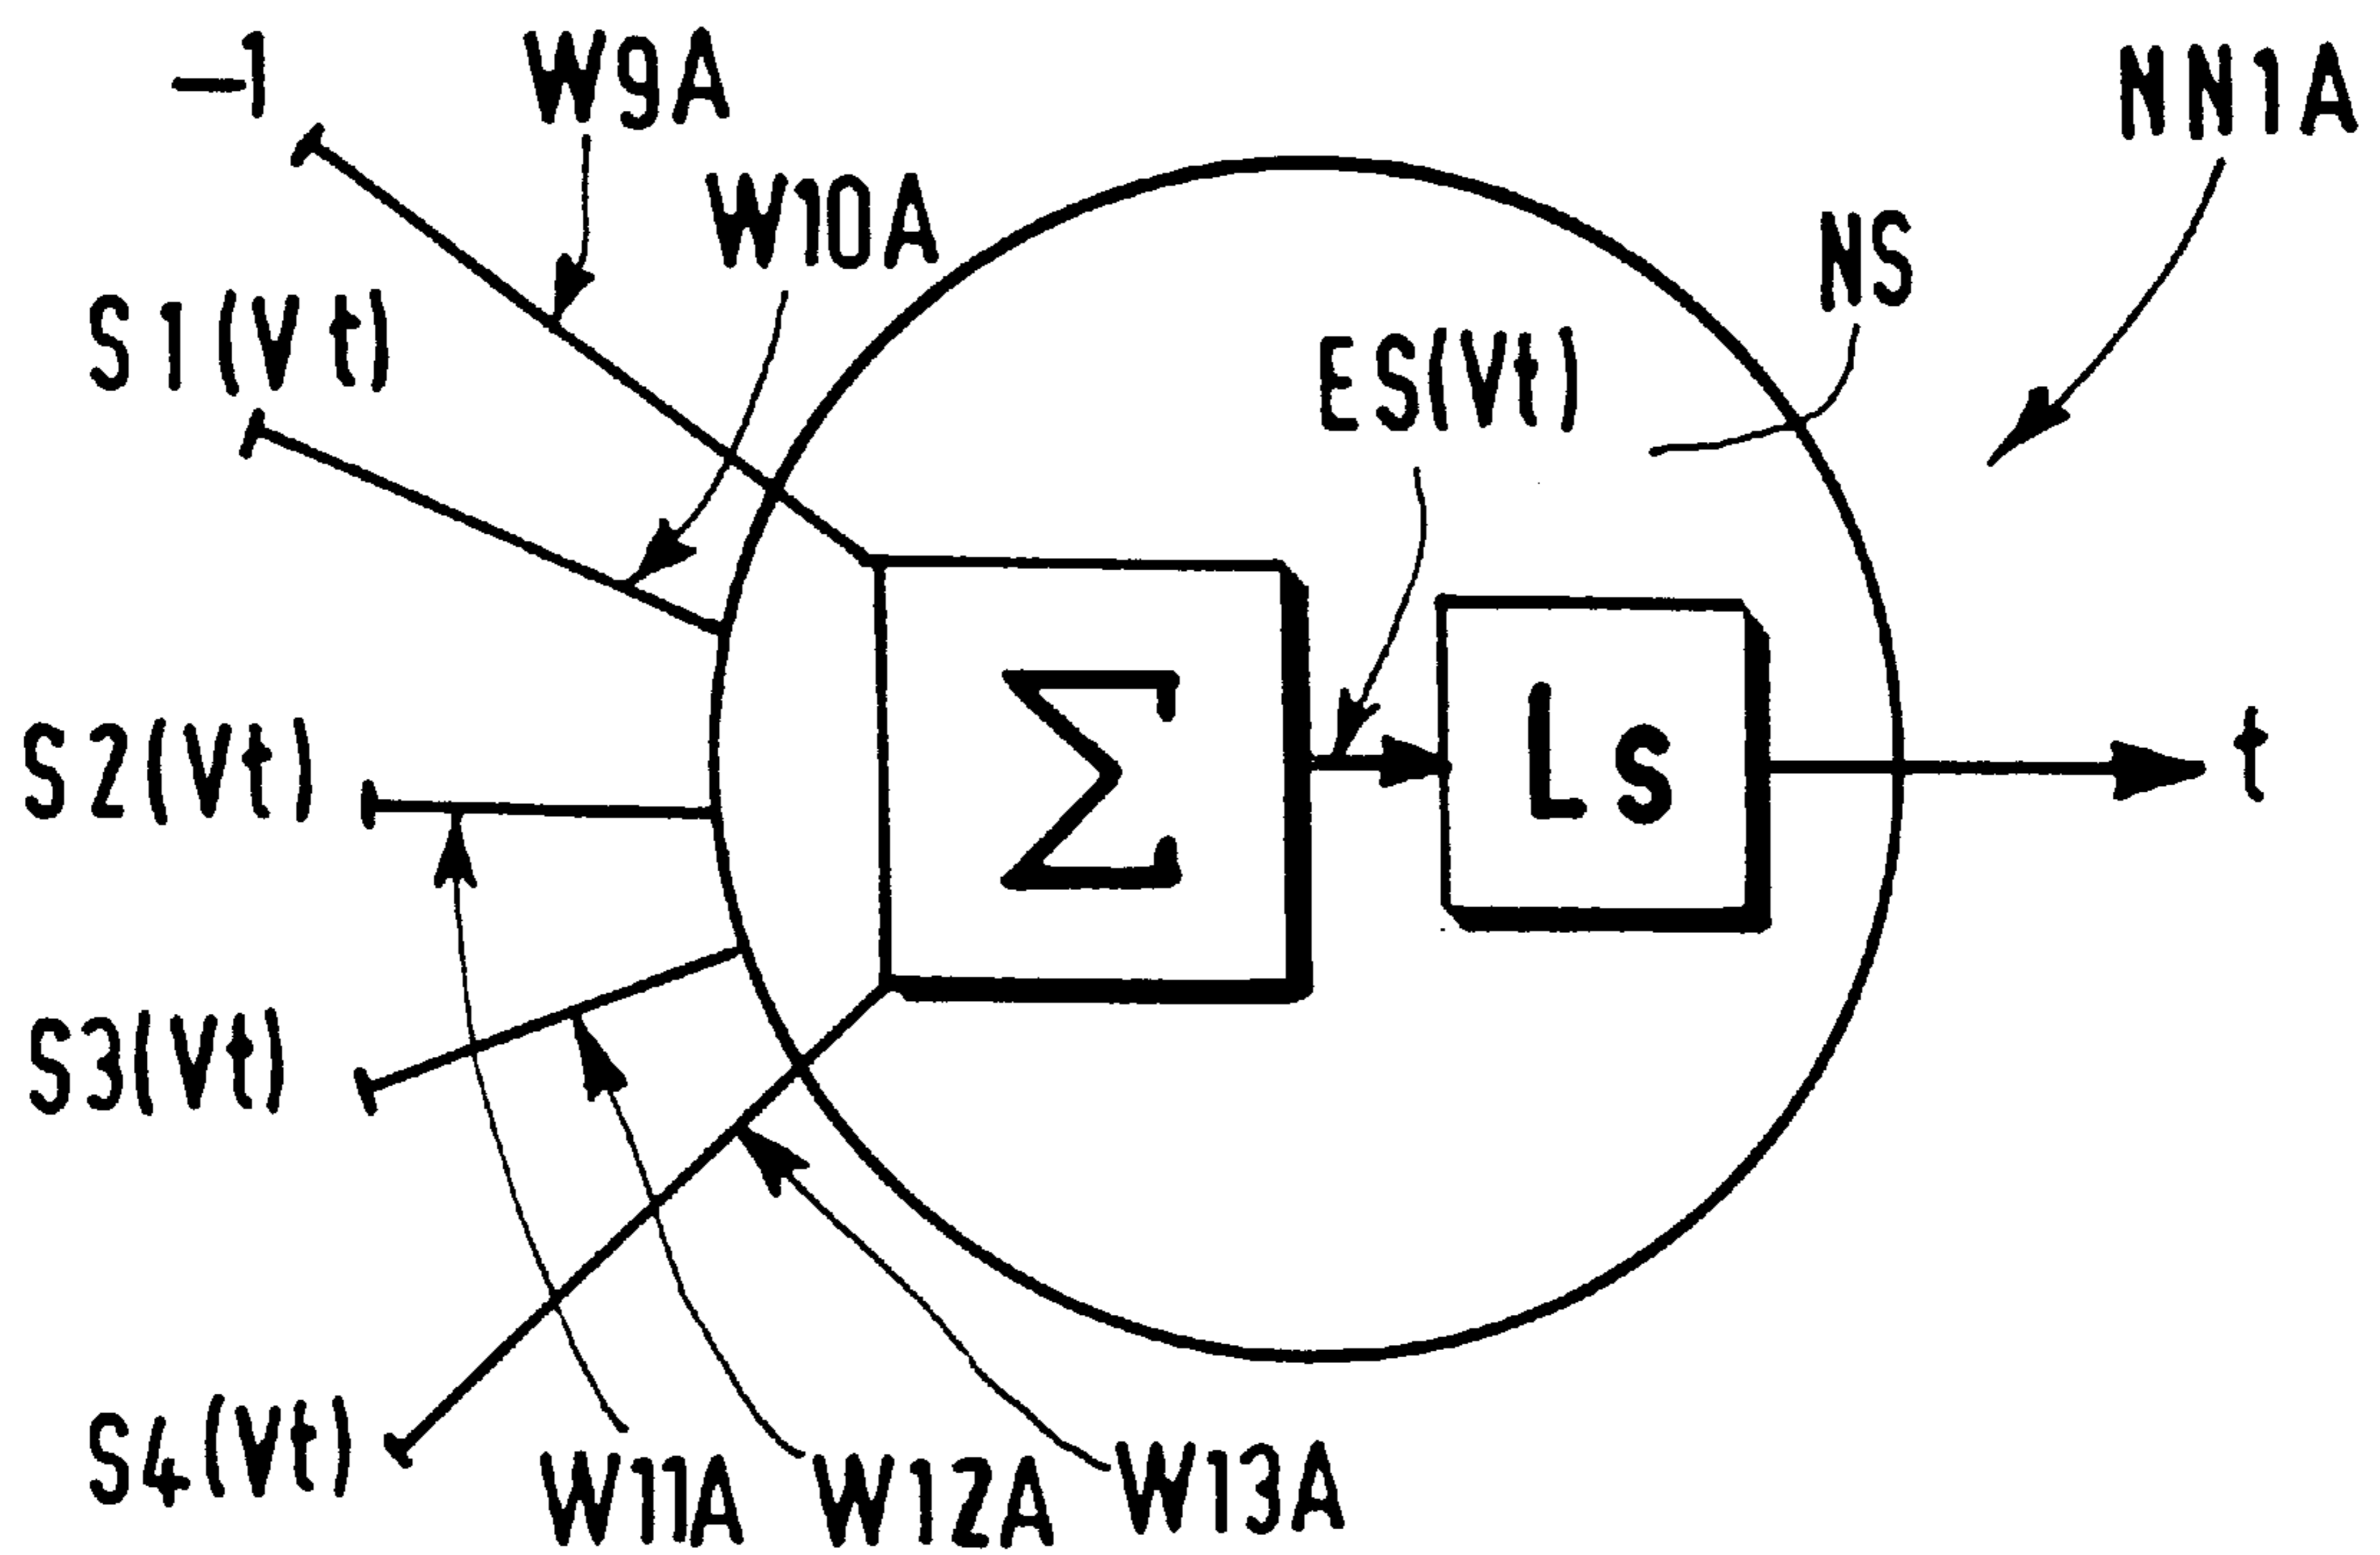 –1
W9A
NN1A
W10A
NS
S1(Vt)
ES(Vt)
Σ
Ls
t
S2(Vt)
S3(Vt)
S4(Vt)
W11A
W12A
W13A